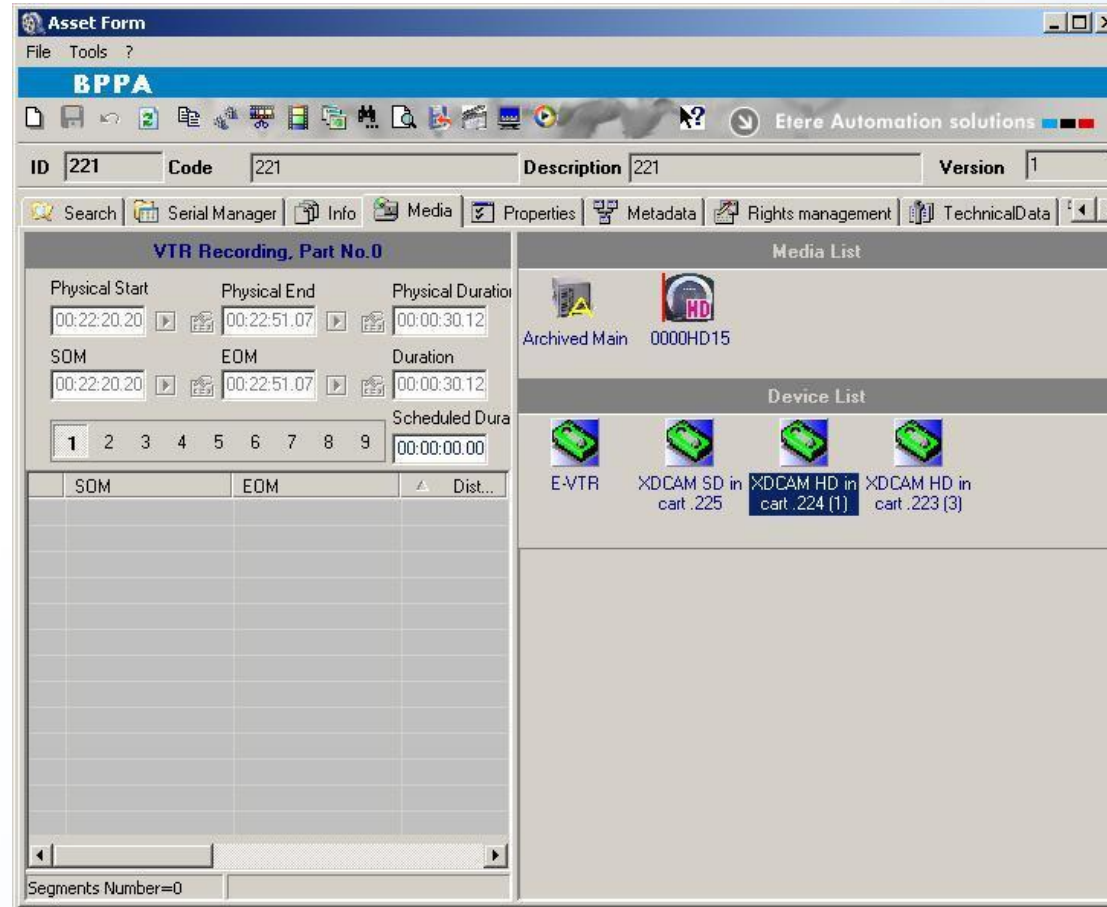 Asset Form
File Tools ?
BPPA
Etere Automation solutions
ID 221 Code 221 Description 221 Version 1
Search Serial Manager Info Media Properties Metadata Rights management TechnicalData
VTR Recording, Part No.0
Physical Start Physical End Physical Duration
00:22:20.20 00:22:51.07 00:00:30.12
SOM EOM Duration
00:22:20.20 00:22:51.07 00:00:30.12
Scheduled Dura
1 2 3 4 5 6 7 8 9 00:00:00.00
SOM EOM Dist...
Segments Number=0
Media List
HD
Archived Main 0000HD15
Device List
E-VTR XDCAM SD in XDCAM HD in XDCAM HD in
cart .225 cart .224 (1) cart .223 (3)